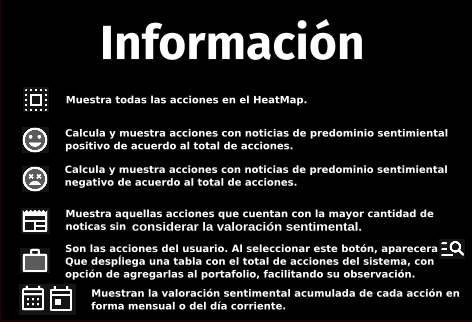 Información
Muestra todas las acciones en el HeatMap.
Calcula y muestra acciones con noticias de predominio sentimental
positivo de acuerdo al total de acciones.
Calcula y muestra acciones con noticias de predominio sentimental
negativo de acuerdo al total de acciones.
Muestra aquellas acciones que cuentan con la mayor cantidad de
noticas sin considerar la valoración sentimental.
Son las acciones del usuario. Al seleccionar este botón, aparecera
Que despliega una tabla con el total de acciones del sistema, con
opción de agregarlas al portafolio, facilitando su observación.
Muestran la valoración sentimental acumulada de cada acción en
forma mensual o del día corriente.